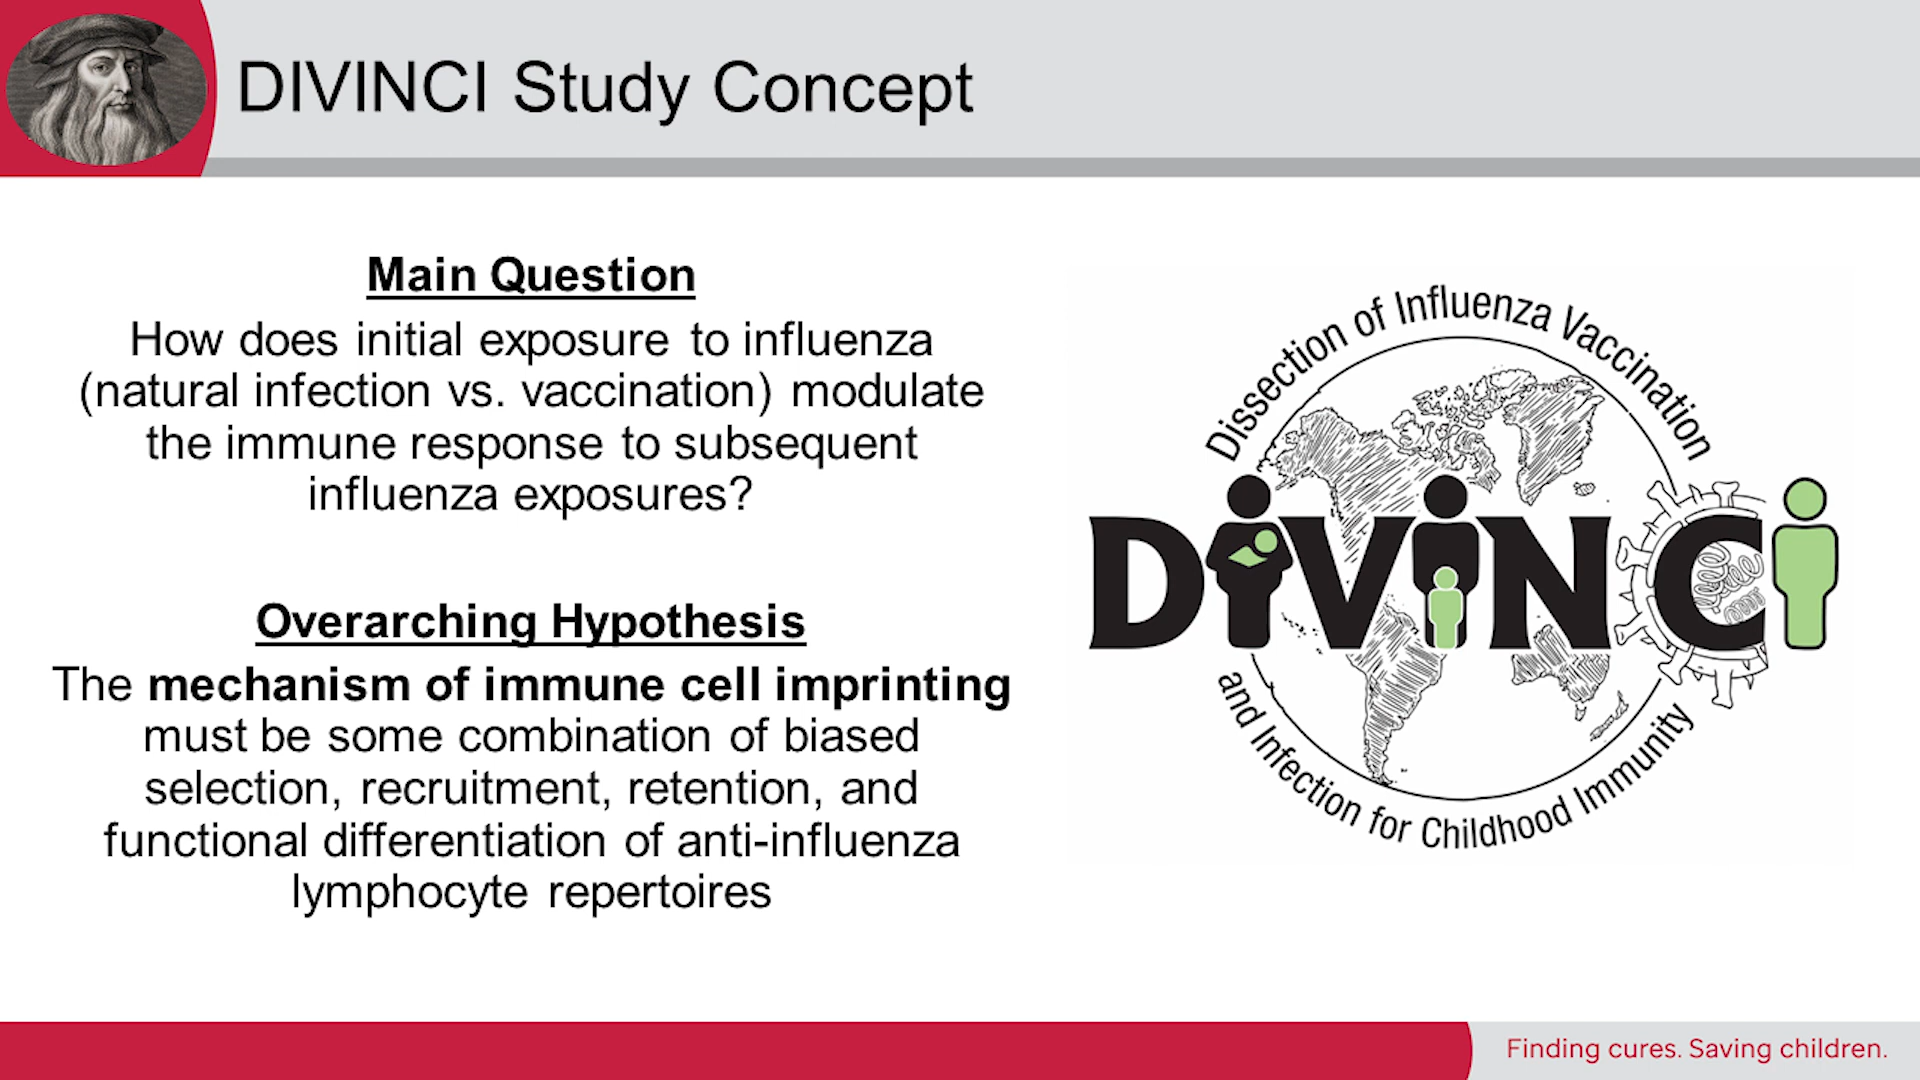 DIVINCI Study Concept
Main Question
How does initial exposure to influenza
(natural infection vs. vaccination) modulate
the immune response to subsequent
influenza exposures?
Overarching Hypothesis
The mechanism of immune cell imprinting
must be some combination of biased
selection, recruitment, retention, and
functional differentiation of anti-influenza
lymphocyte repertoires
Dissection of Influenza Vaccination
DiViNCi
and Infection for Childhood Immunity
Finding cures. Saving children.